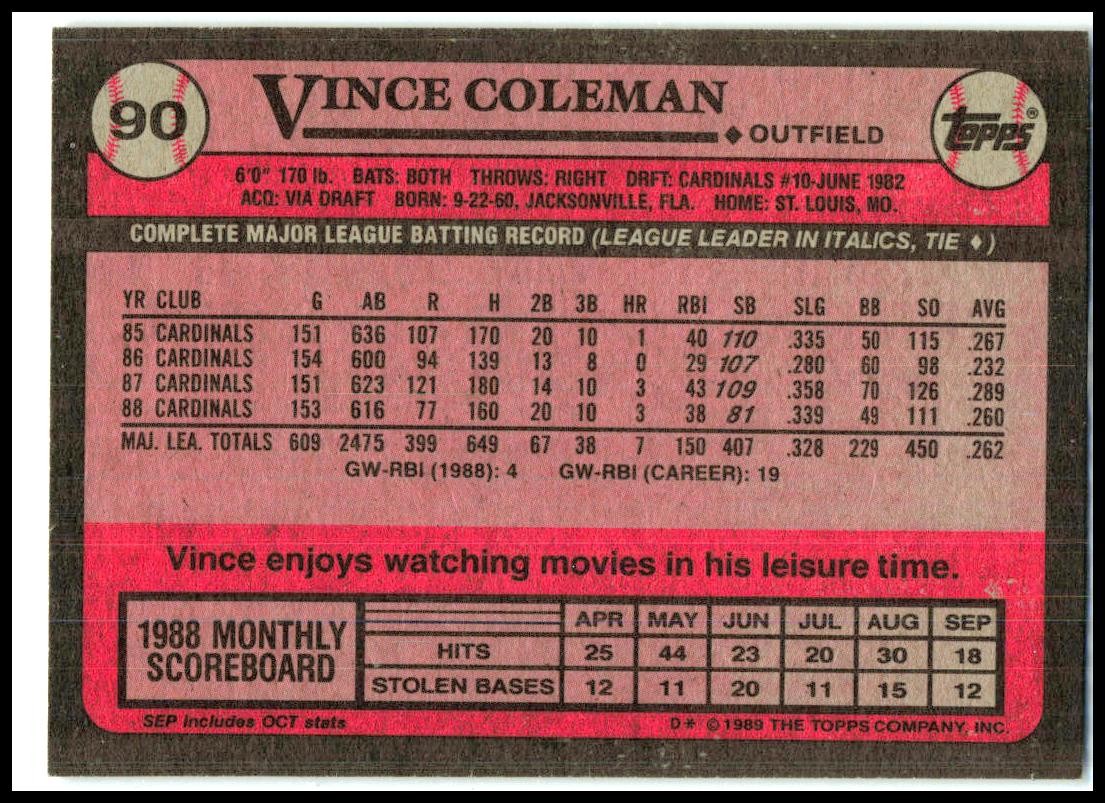 90
VINCE COLEMAN
◆ OUTFIELD
topps®
6'0" 170 lb. BATS: BOTH THROWS: RIGHT DRFT: CARDINALS #10-JUNE 1982
ACQ: VIA DRAFT BORN: 9-22-60, JACKSONVILLE, FLA. HOME: ST. LOUIS, MO.
COMPLETE MAJOR LEAGUE BATTING RECORD (LEAGUE LEADER IN ITALICS, TIE ♦)
YR CLUB G AB R H 2B 3B HR RBI SB SLG BB SO AVG
85 CARDINALS 151 636 107 170 20 10 1 40 110 .335 50 115 .267
86 CARDINALS 154 600 94 139 13 8 0 29 107 .280 60 98 .232
87 CARDINALS 151 623 121 180 14 10 3 43 109 .358 70 126 .289
88 CARDINALS 153 616 77 160 20 10 3 38 81 .339 49 111 .260
MAJ. LEA. TOTALS 609 2475 399 649 67 38 7 150 407 .328 229 450 .262
GW-RBI (1988): 4 GW-RBI (CAREER): 19
Vince enjoys watching movies in his leisure time.
1988 MONTHLY
SCOREBOARD
APR MAY JUN JUL AUG SEP
HITS 25 44 23 20 30 18
STOLEN BASES 12 11 20 11 15 12
SEP includes OCT stats
D* © 1989 THE TOPPS COMPANY, INC.